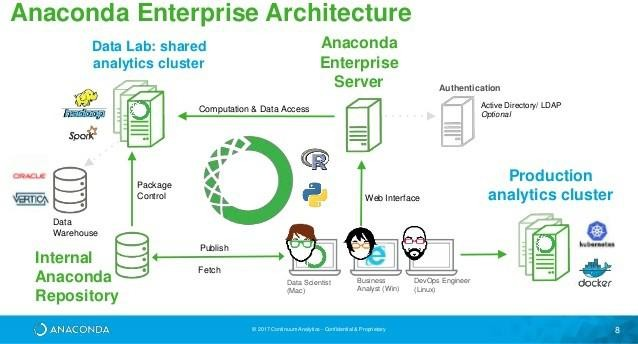 Anaconda Enterprise Architecture
Data Lab: shared
analytics cluster
Anaconda
Enterprise
Server
Authentication
Active Directory/ LDAP
Optional
hadoop
Spark
Computation & Data Access
R
Production
analytics cluster
ORACLE
VERTICA
Package
Control
Web Interface
Data
Warehouse
kubernetes
docker
Internal
Anaconda
Repository
Publish
Fetch
Data Scientist
(Mac)
Business
Analyst (Win)
DevOps Engineer
(Linux)
ANACONDA
© 2017 Continuum Analytics - Confidential & Proprietary
8